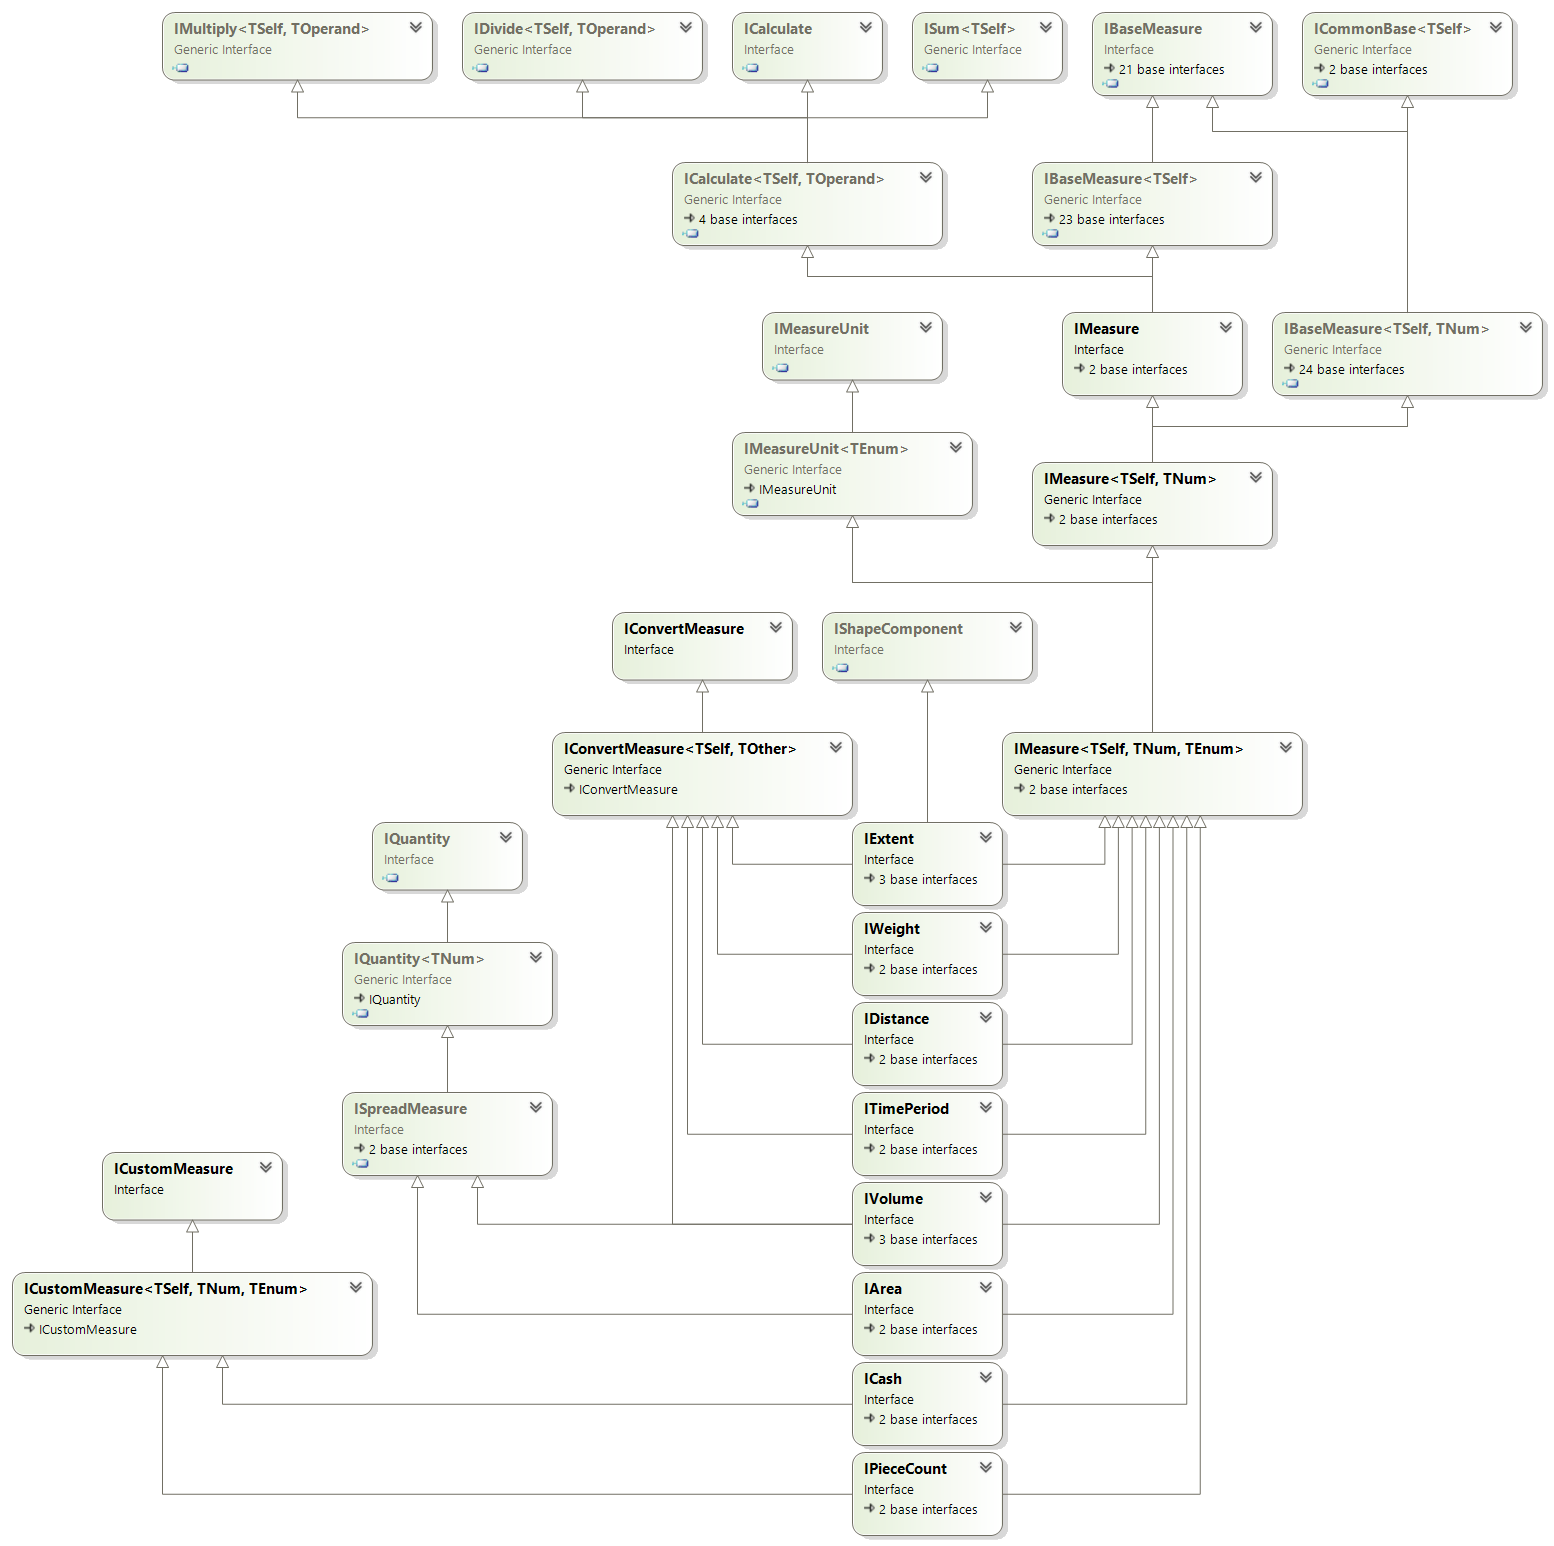 IMultiply<TSelf, TOperand>
Generic Interface
IDivide<TSelf, TOperand>
Generic Interface
ICalculate
Interface
ISum<TSelf>
Generic Interface
IBaseMeasure
Interface
21 base interfaces
ICommonBase<TSelf>
Generic Interface
2 base interfaces
ICalculate<TSelf, TOperand>
Generic Interface
4 base interfaces
IBaseMeasure<TSelf>
Generic Interface
23 base interfaces
IMeasureUnit
Interface
IMeasure
Interface
2 base interfaces
IBaseMeasure<TSelf, TNum>
Generic Interface
24 base interfaces
IMeasureUnit<TEnum>
Generic Interface
IMeasureUnit
IMeasure<TSelf, TNum>
Generic Interface
2 base interfaces
IConvertMeasure
Interface
IShapeComponent
Interface
IConvertMeasure<TSelf, TOther>
Generic Interface
IConvertMeasure
IMeasure<TSelf, TNum, TEnum>
Generic Interface
2 base interfaces
IQuantity
Interface
IExtent
Interface
3 base interfaces
IWeight
Interface
2 base interfaces
IQuantity<TNum>
Generic Interface
IQuantity
IDistance
Interface
2 base interfaces
ISpreadMeasure
Interface
2 base interfaces
ITimePeriod
Interface
2 base interfaces
ICustomMeasure
Interface
IVolume
Interface
3 base interfaces
ICustomMeasure<TSelf, TNum, TEnum>
Generic Interface
ICustomMeasure
IArea
Interface
2 base interfaces
ICash
Interface
2 base interfaces
IPieceCount
Interface
2 base interfaces